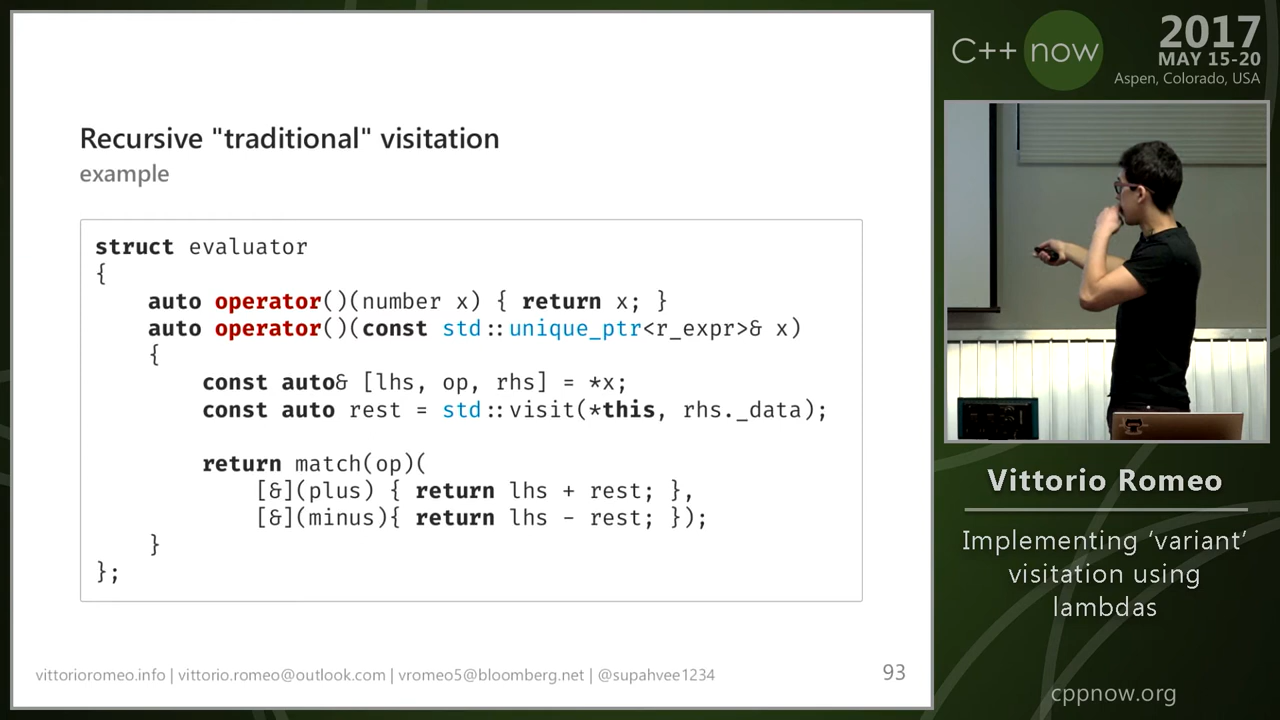 Recursive "traditional" visitation
example
struct evaluator
{
    auto operator()(number x) { return x; }
    auto operator()(const std::unique_ptr<r_expr>& x)
    {
        const auto& [lhs, op, rhs] = *x;
        const auto rest = std::visit(*this, rhs._data);

        return match(op)(
            [&](plus) { return lhs + rest; },
            [&](minus){ return lhs - rest; });
    }
};
vittorioromeo.info | vittorio.romeo@outlook.com | vromeo5@bloomberg.net | @supahvee1234
93
C++ now
2017
MAY 15-20
Aspen, Colorado, USA
Vittorio Romeo
Implementing ‘variant’
visitation using
lambdas
cppnow.org